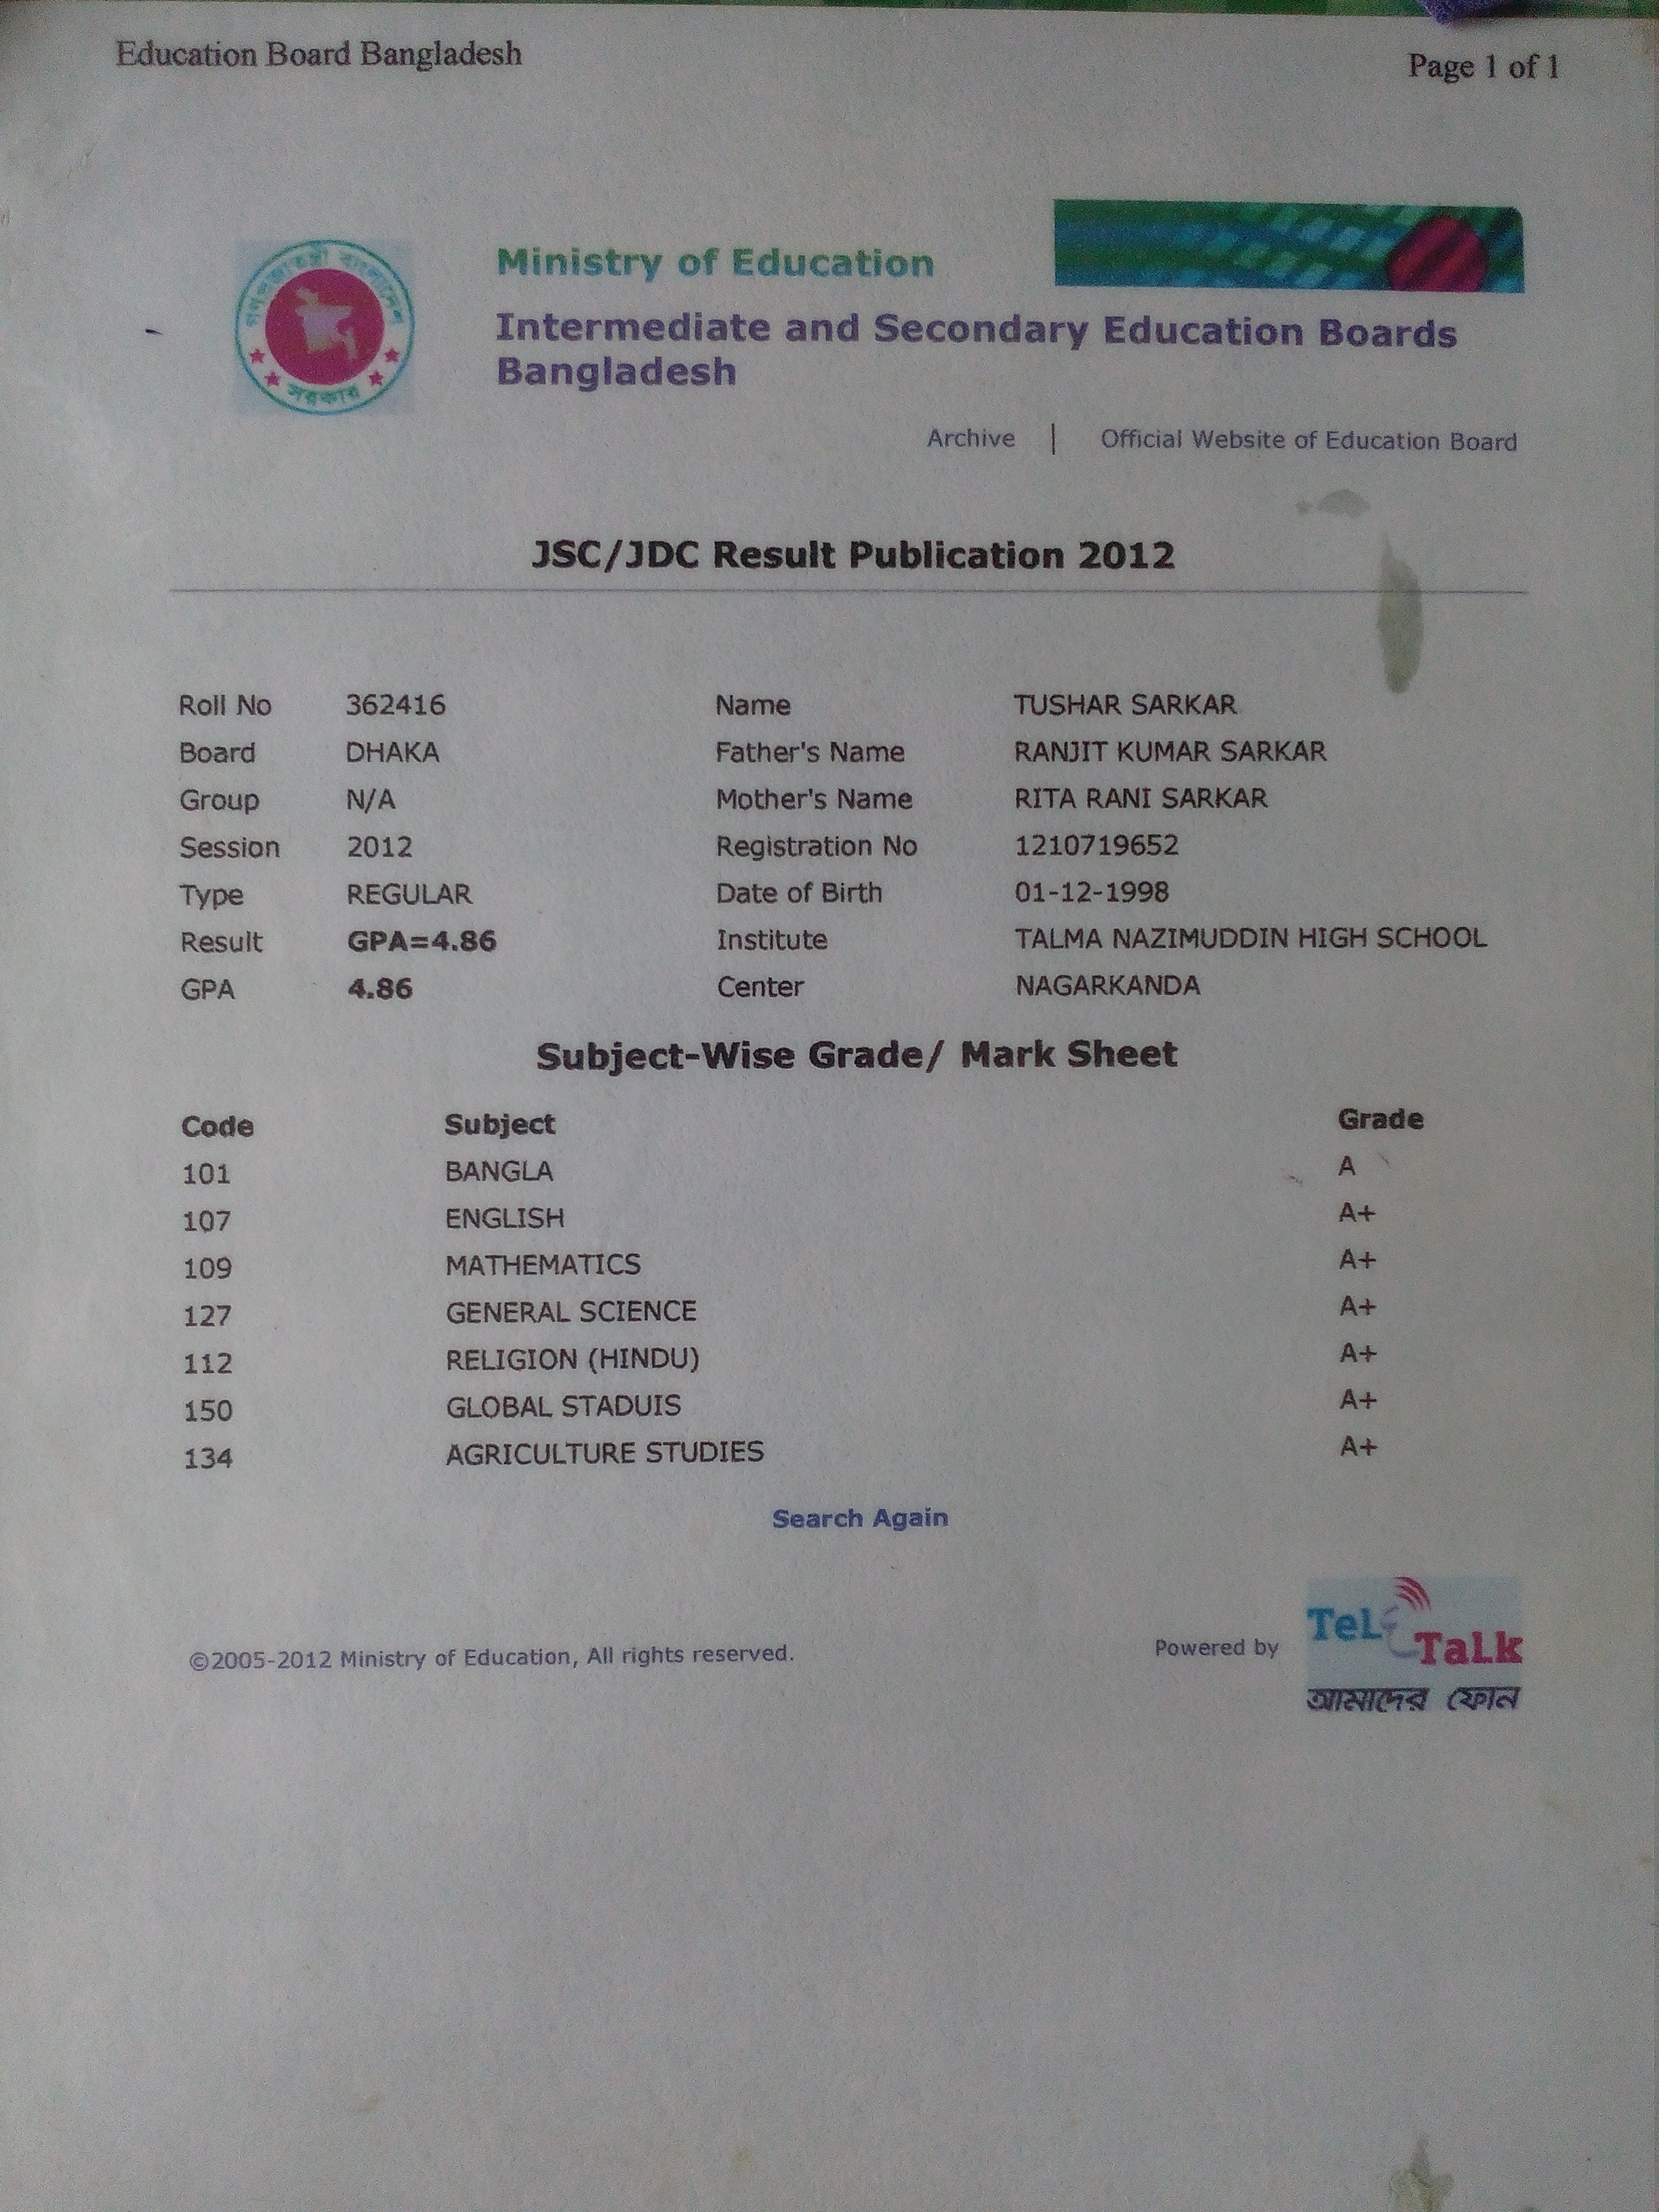 Education Board Bangladesh Page 1 of 1
গণপ্রজাতন্ত্রী বাংলাদেশ
সরকার
Ministry of Education
Intermediate and Secondary Education Boards
Bangladesh
Archive | Official Website of Education Board
JSC/JDC Result Publication 2012
Roll No 362416 Name TUSHAR SARKAR
Board DHAKA Father's Name RANJIT KUMAR SARKAR
Group N/A Mother's Name RITA RANI SARKAR
Session 2012 Registration No 1210719652
Type REGULAR Date of Birth 01-12-1998
Result GPA=4.86 Institute TALMA NAZIMUDDIN HIGH SCHOOL
GPA 4.86 Center NAGARKANDA
Subject-Wise Grade/ Mark Sheet
Code Subject Grade
101 BANGLA A
107 ENGLISH A+
109 MATHEMATICS A+
127 GENERAL SCIENCE A+
112 RELIGION (HINDU) A+
150 GLOBAL STADUIS A+
134 AGRICULTURE STUDIES A+
Search Again
©2005-2012 Ministry of Education, All rights reserved. Powered by
TeleTalk
আমাদের ফোন